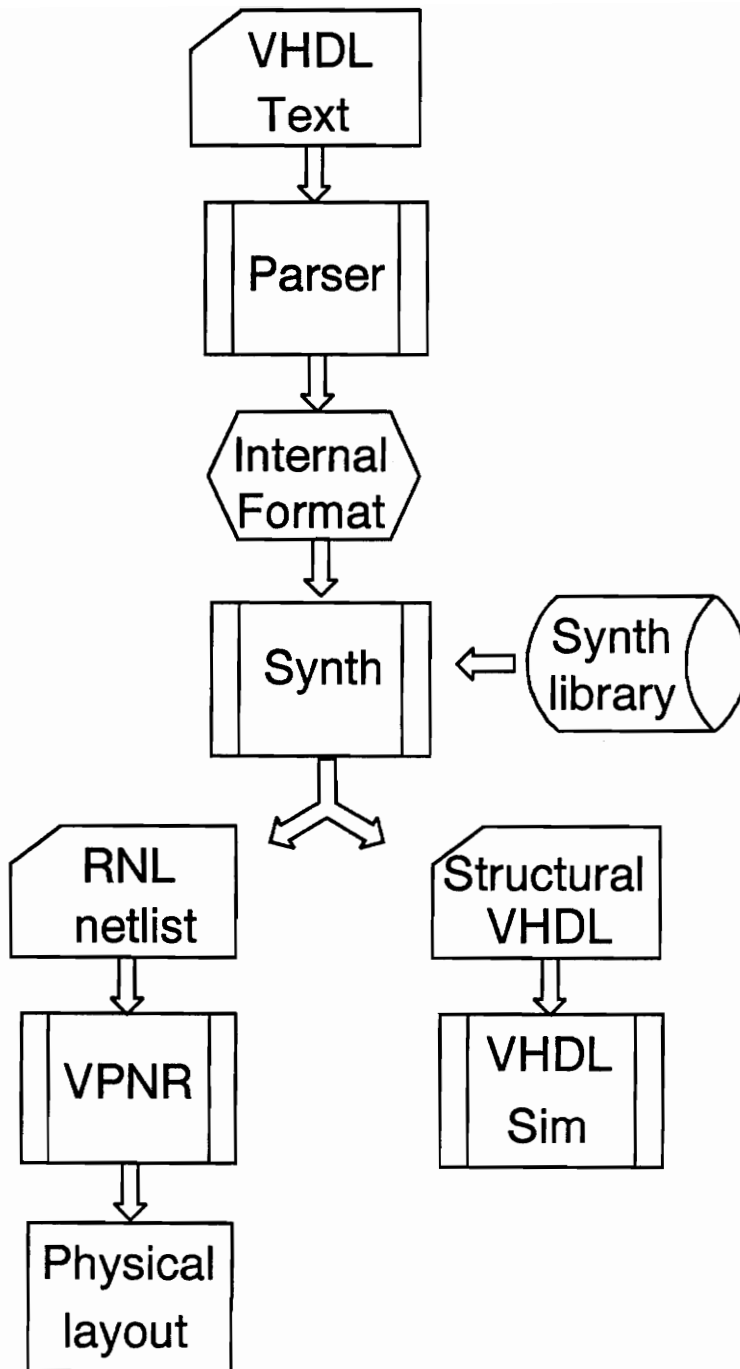 VHDL
Text
Parser
Internal
Format
Synth
Synth
library
RNL
netlist
Structural
VHDL
VPNR
VHDL
Sim
Physical
layout